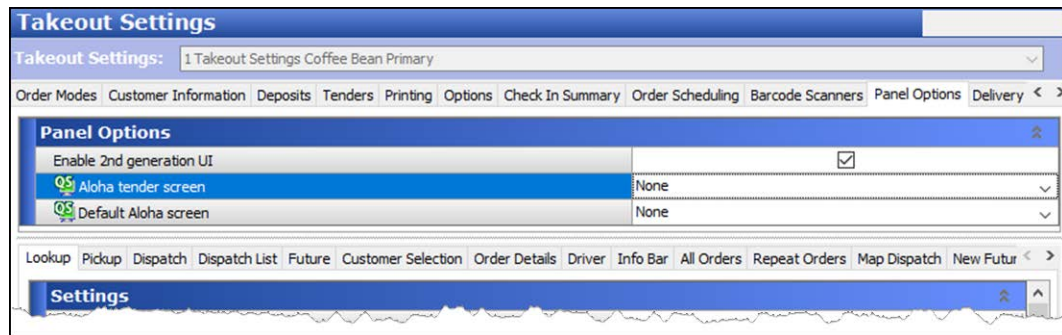 Takeout Settings
Takeout Settings: 1 Takeout Settings Coffee Bean Primary
Order Modes Customer Information Deposits Tenders Printing Options Check In Summary Order Scheduling Barcode Scanners Panel Options Delivery
Panel Options
Enable 2nd generation UI
QS Aloha tender screen None
QS Default Aloha screen None
Lookup Pickup Dispatch Dispatch List Future Customer Selection Order Details Driver Info Bar All Orders Repeat Orders Map Dispatch New Futur
Settings